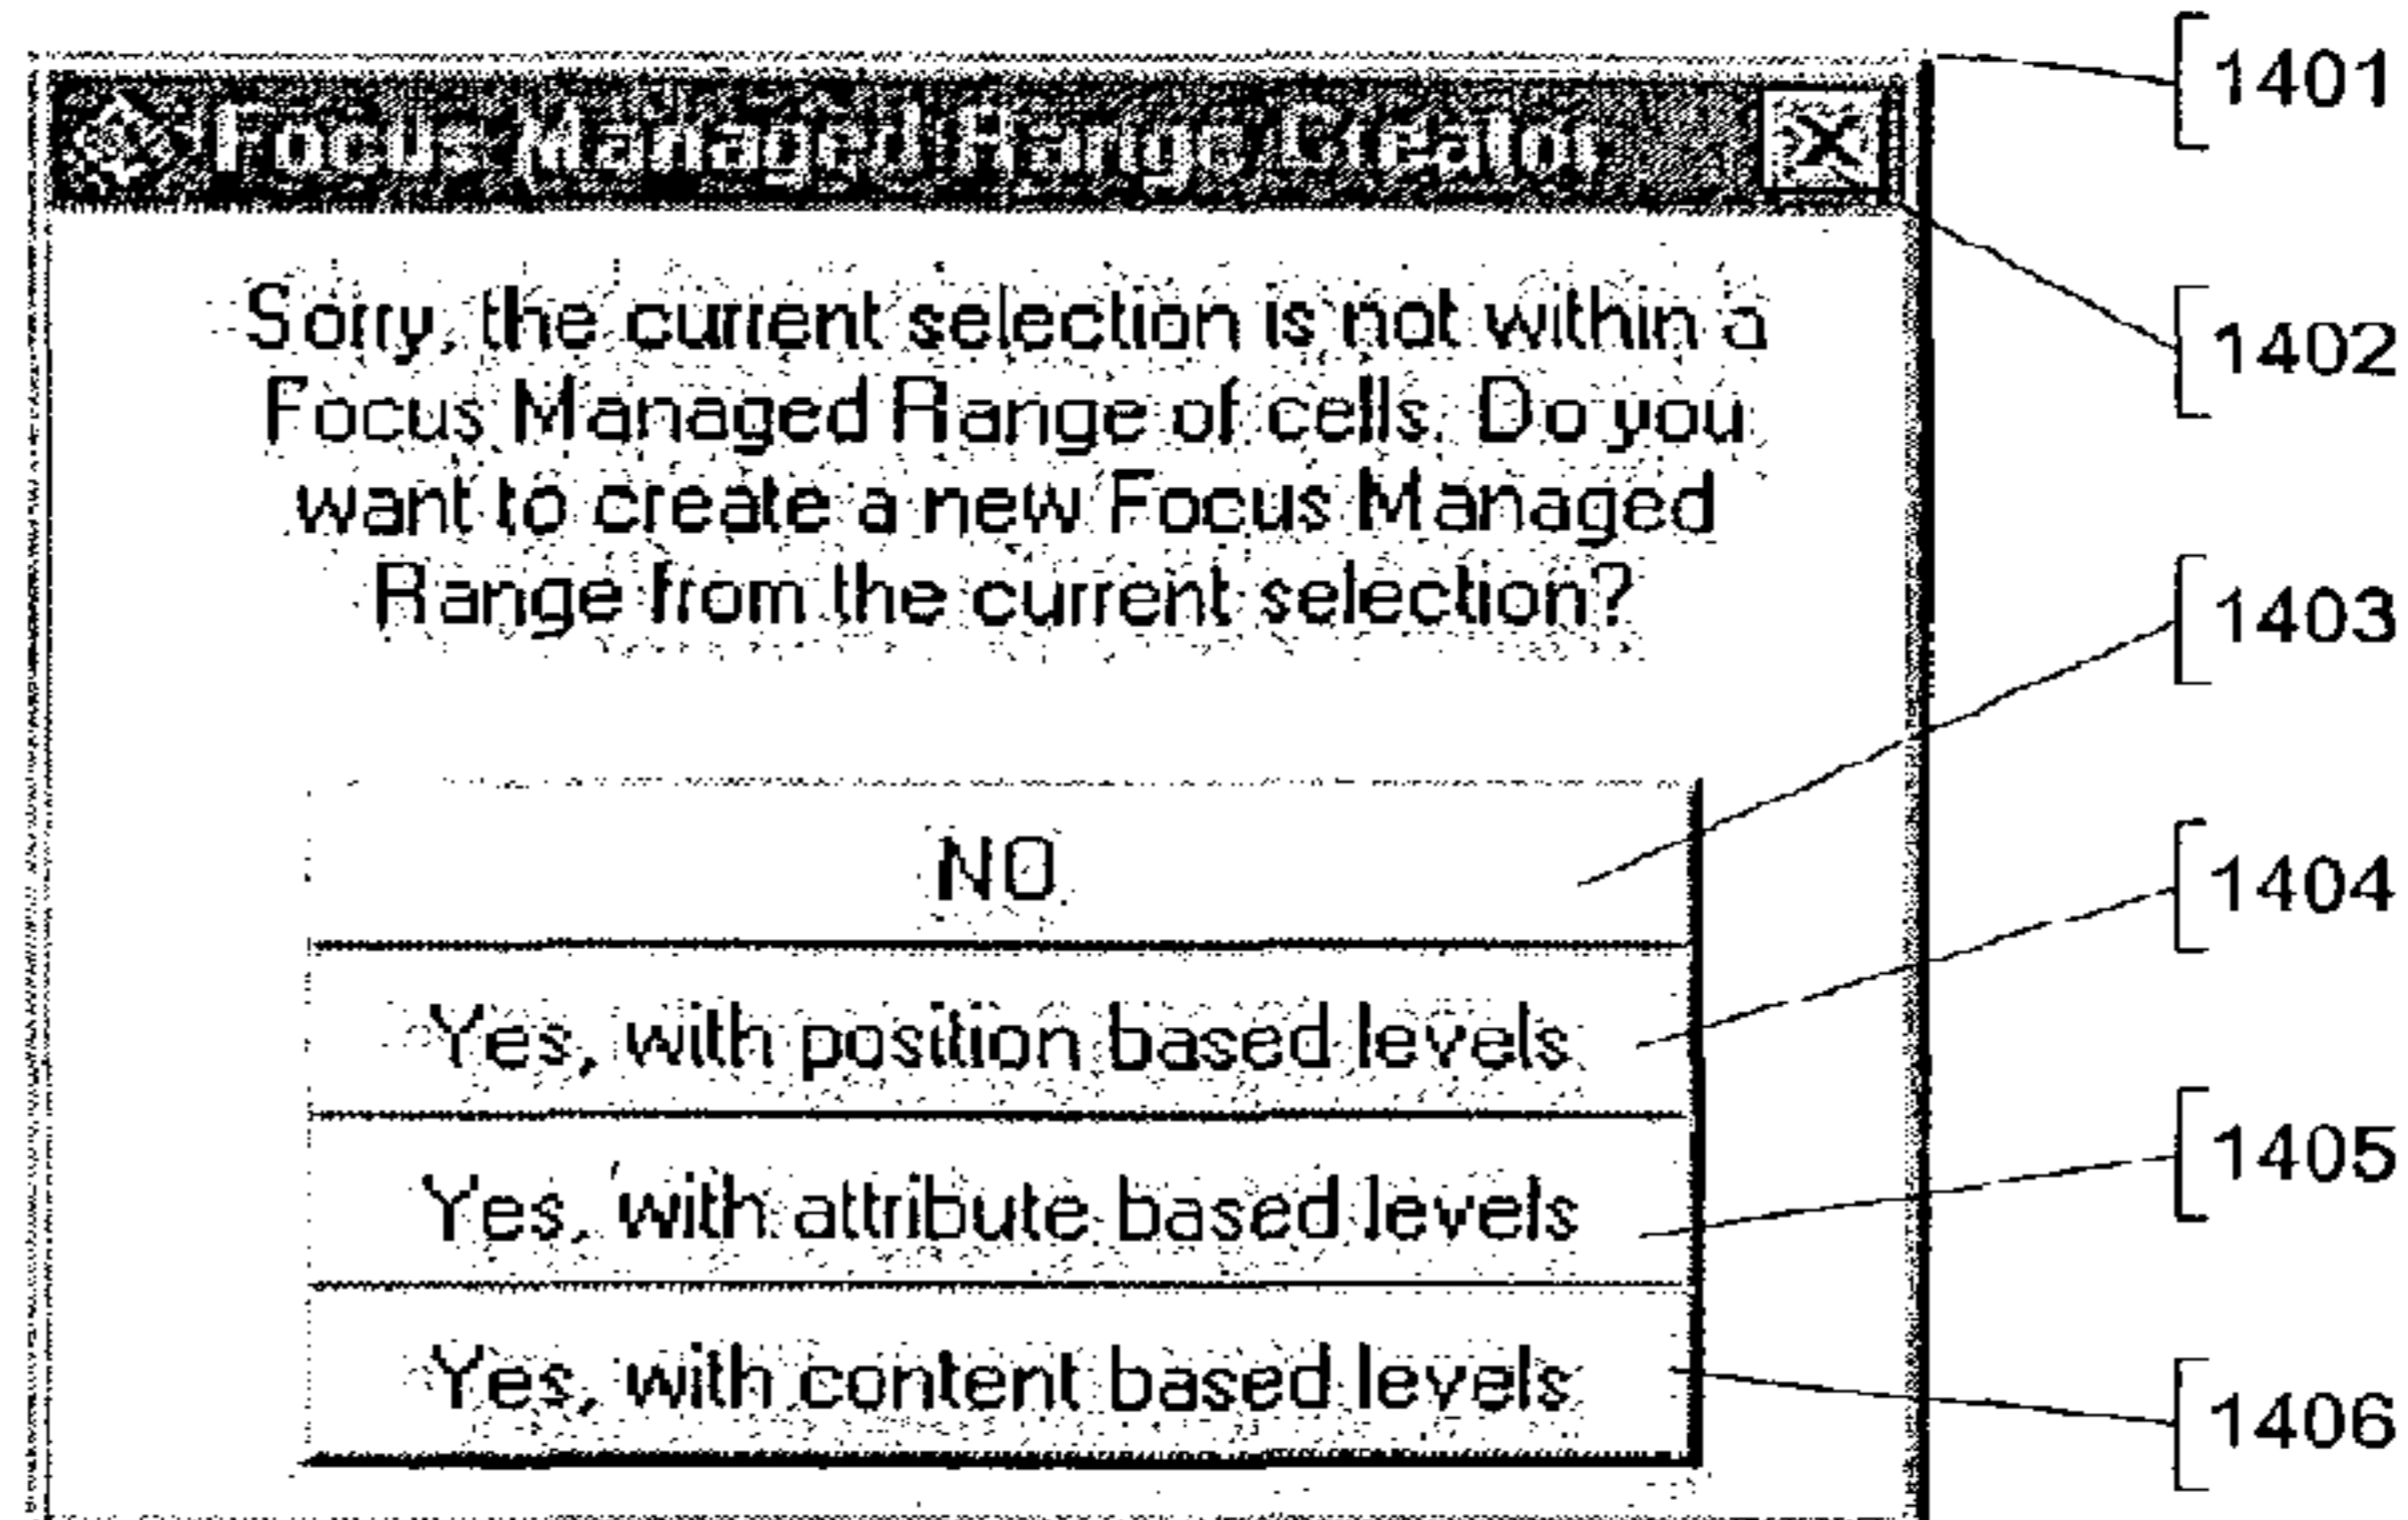 Focus Managed Range Creator
1401
1402
Sorry, the current selection is not within a
Focus Managed Range of cells. Do you
want to create a new Focus Managed
Range from the current selection?
1403
NO
1404
Yes, with position based levels
1405
Yes, with attribute based levels
1406
Yes, with content based levels